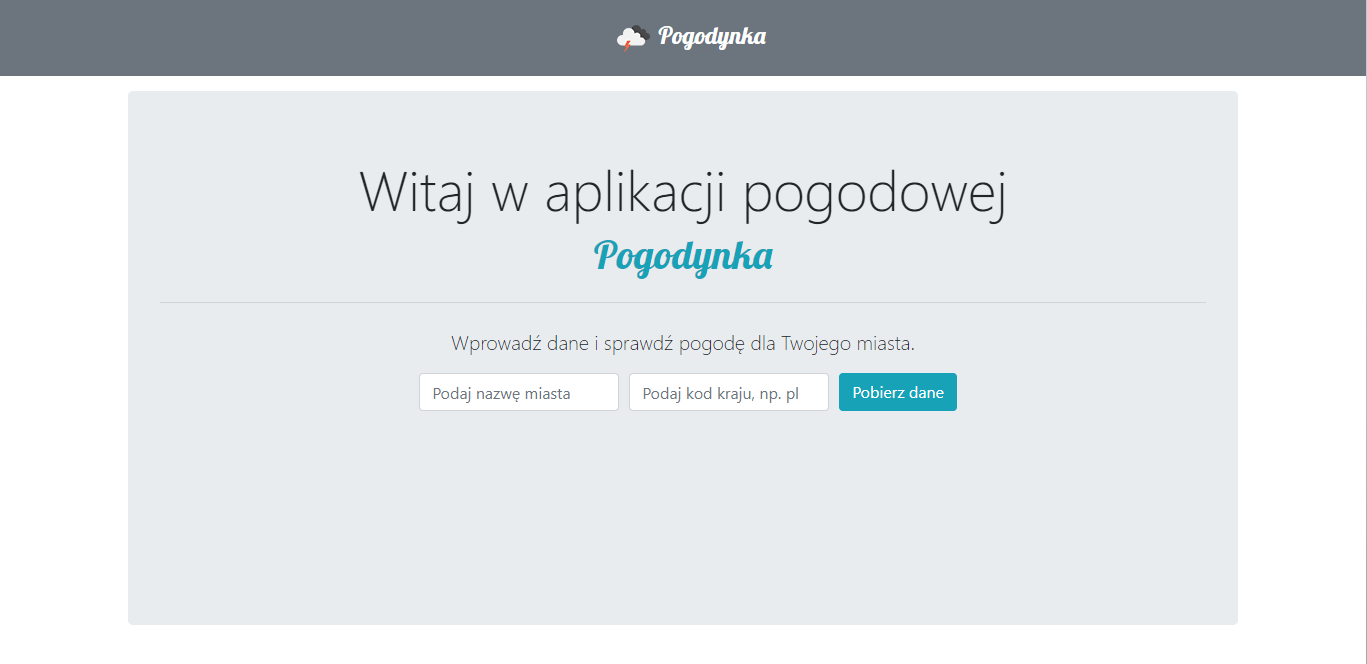 Pogodynka
Witaj w aplikacji pogodowej
Pogodynka
Wprowadź dane i sprawdź pogodę dla Twojego miasta.
Podaj nazwę miasta Podaj kod kraju, np. pl Pobierz dane